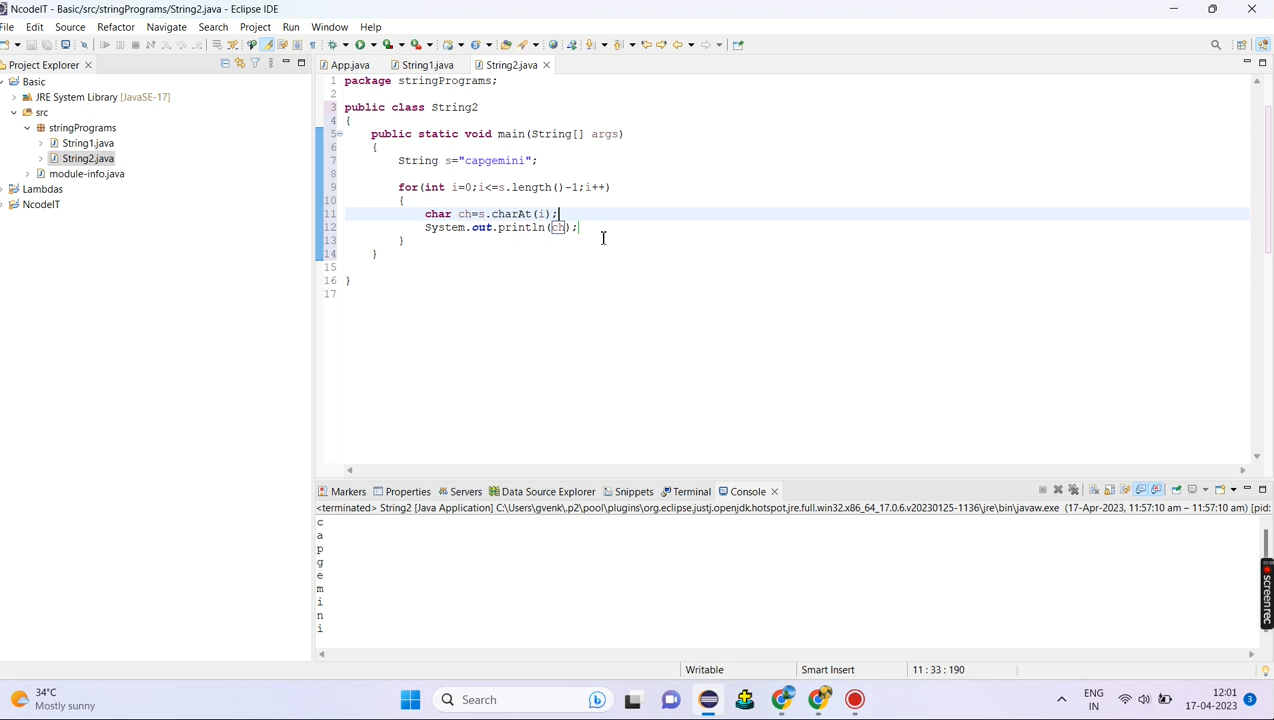 NcodeIT - Basic/src/stringPrograms/String2.java - Eclipse IDE
File Edit Source Refactor Navigate Search Project Run Window Help
Project Explorer
App.java String1.java String2.java
Basic
JRE System Library [JavaSE-17]
src
stringPrograms
String1.java
String2.java
module-info.java
Lambdas
NcodeIT
1 package stringPrograms;
2
3 public class String2
4 {
5 public static void main(String[] args)
6 {
7 String s="capgemini";
8
9 for(int i=0;i<=s.length()-1;i++)
10 {
11 char ch=s.charAt(i);
12 System.out.println(ch);
13 }
14 }
15
16 }
17
Markers Properties Servers Data Source Explorer Snippets Terminal Console
<terminated> String2 [Java Application] C:\Users\gvenk\.p2\pool\plugins\org.eclipse.justj.openjdk.hotspot.jre.full.win32.x86_64_17.0.6.v20230125-1136\jre\bin\javaw.exe (17-Apr-2023, 11:57:10 am – 11:57:10 am) [pid:
c
a
p
g
e
m
i
n
i
screen rec
Writable Smart Insert 11 : 33 : 190
34°C
Mostly sunny
Search
ENG
IN
12:01
17-04-2023
3